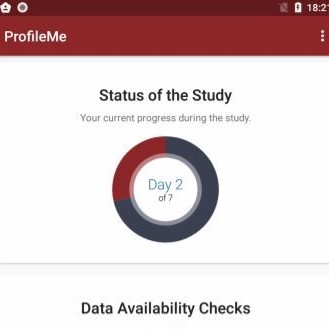 18:21
ProfileMe
Status of the Study
Your current progress during the study.
Day 2
of 7
Data Availability Checks